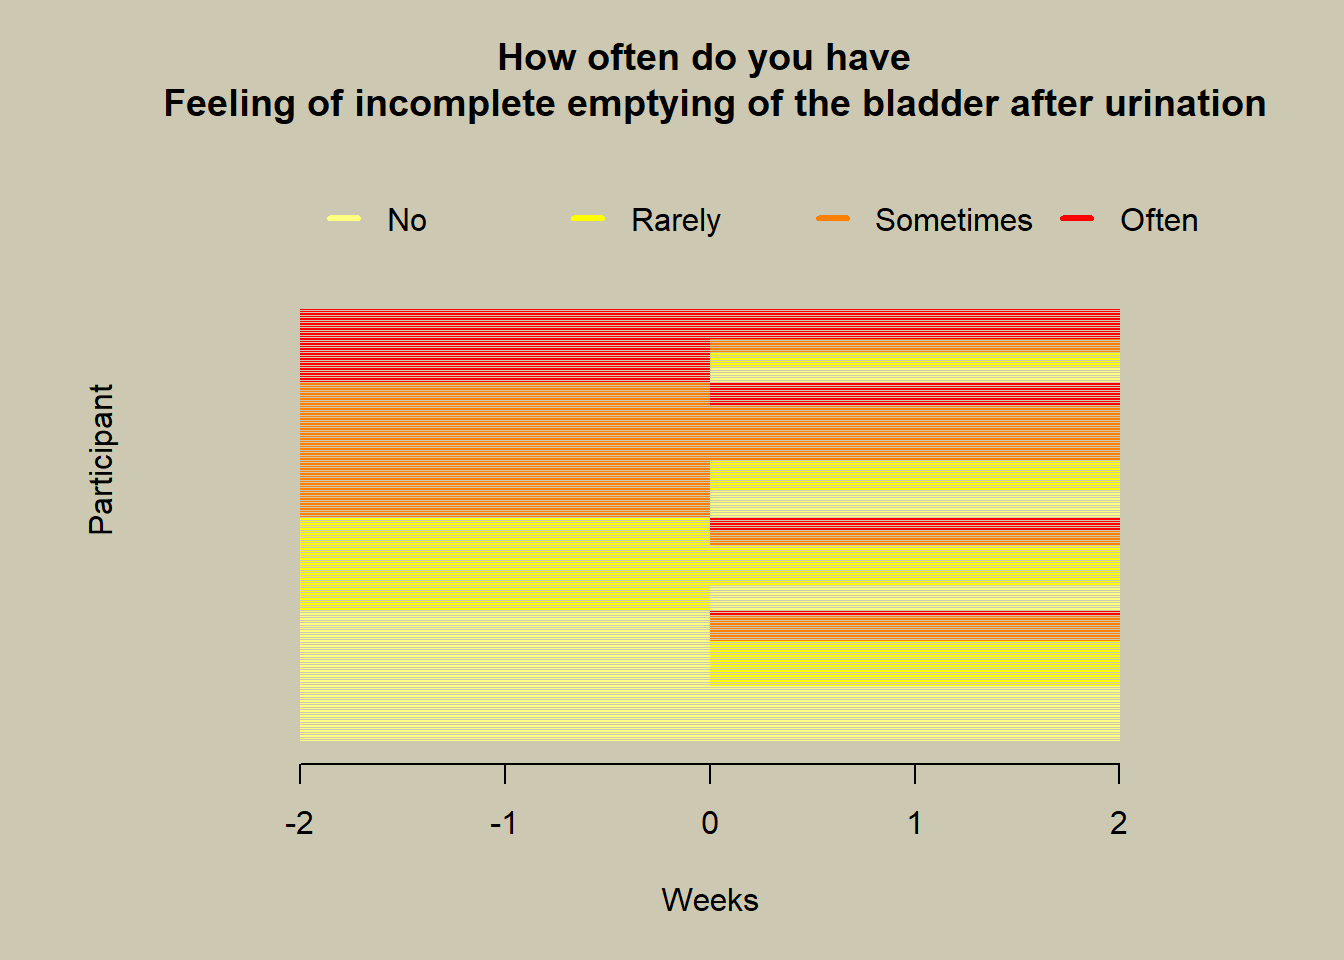 How often do you have
Feeling of incomplete emptying of the bladder after urination
No Rarely Sometimes Often
Participant
-2 -1 0 1 2
Weeks